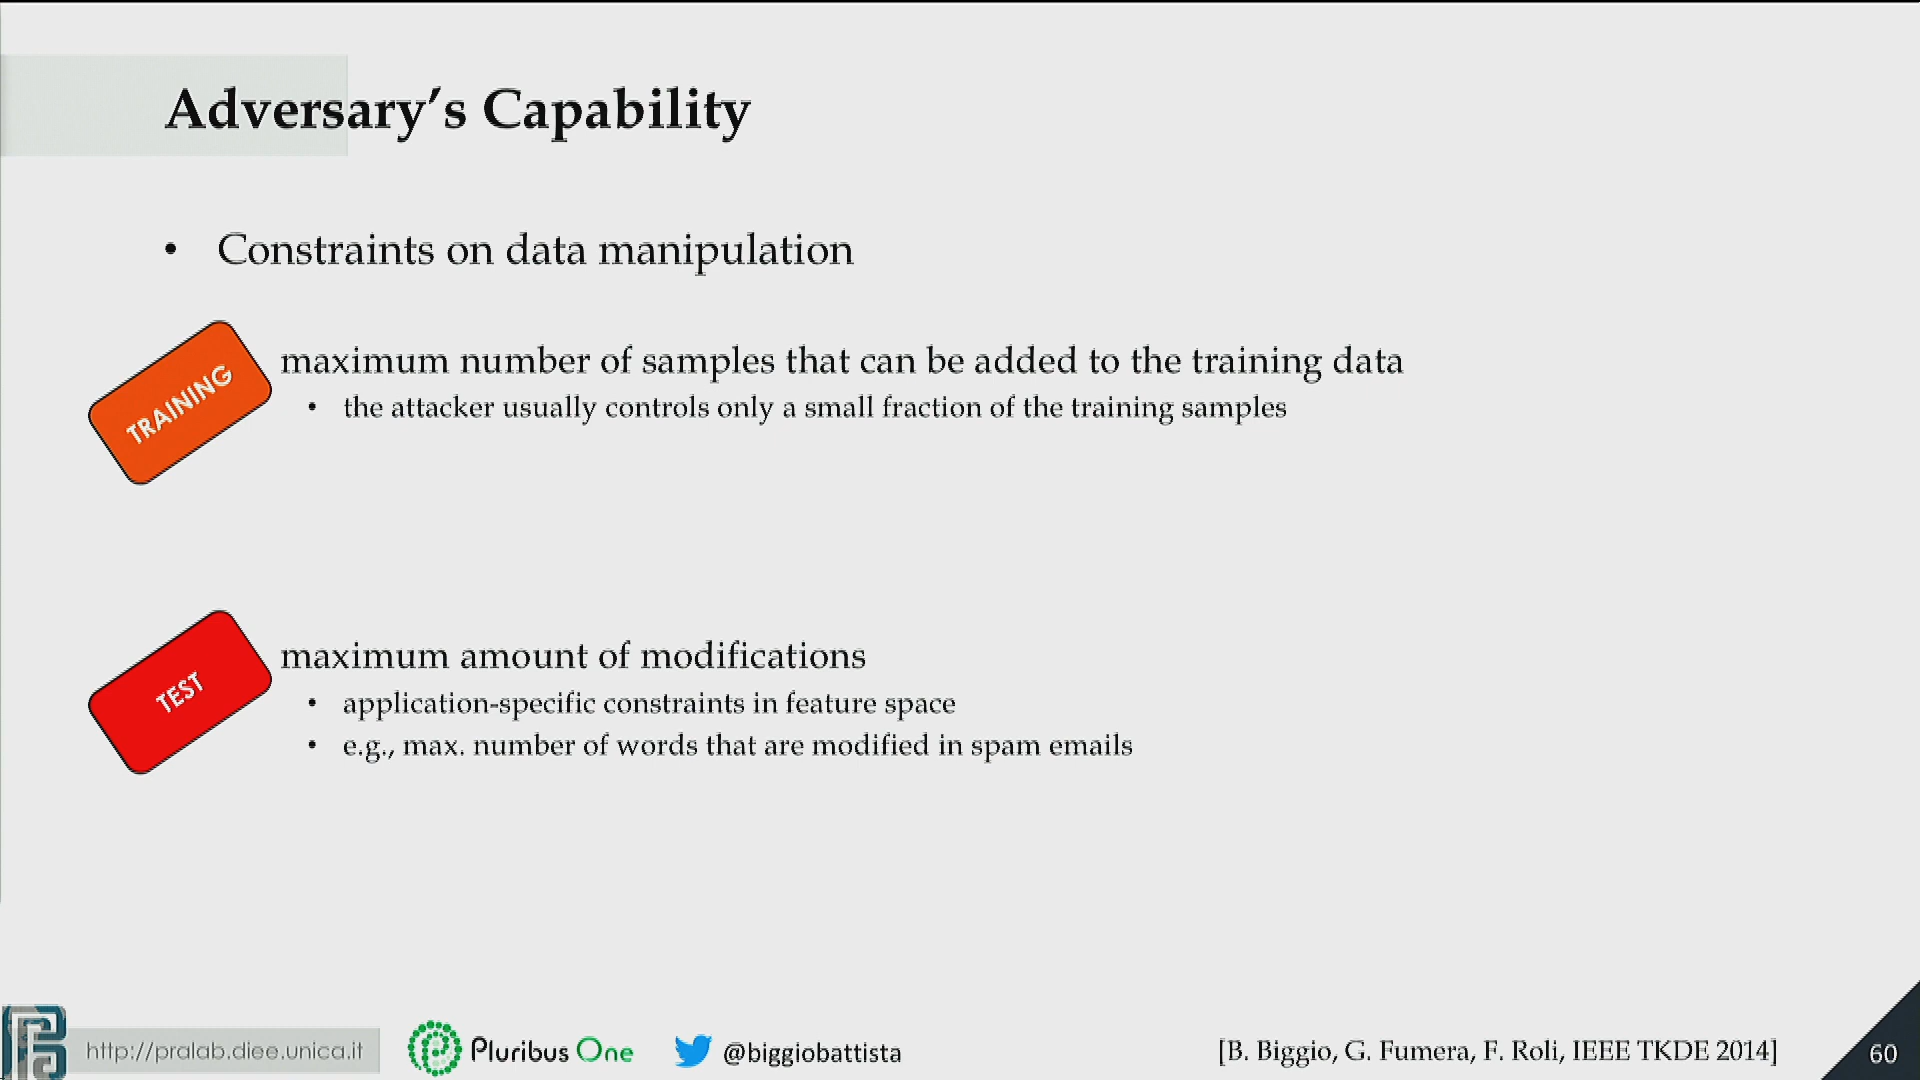 Adversary’s Capability
• Constraints on data manipulation
TRAINING
maximum number of samples that can be added to the training data
• the attacker usually controls only a small fraction of the training samples
TEST
maximum amount of modifications
• application-specific constraints in feature space
• e.g., max. number of words that are modified in spam emails
http://pralab.diee.unica.it
Pluribus One
@biggiobattista
[B. Biggio, G. Fumera, F. Roli, IEEE TKDE 2014]
60